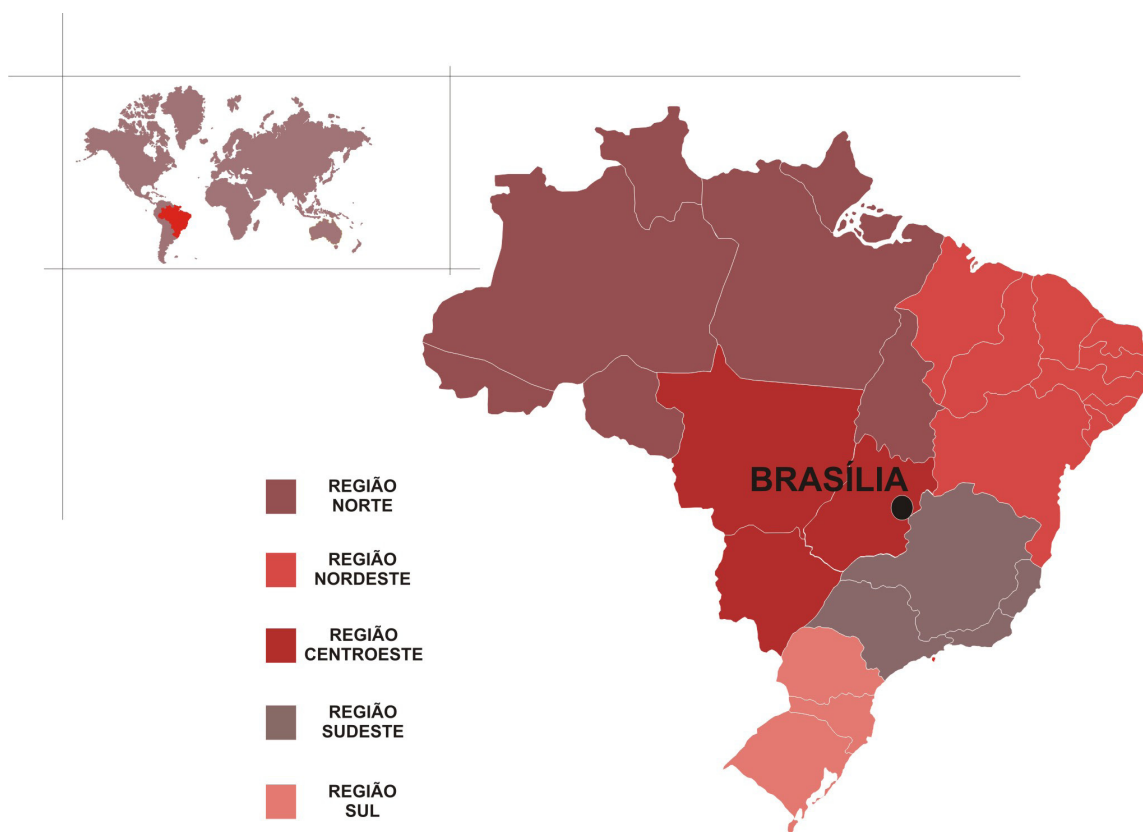 BRASÍLIA
REGIÃO
NORTE
REGIÃO
NORDESTE
REGIÃO
CENTROESTE
REGIÃO
SUDESTE
REGIÃO
SUL